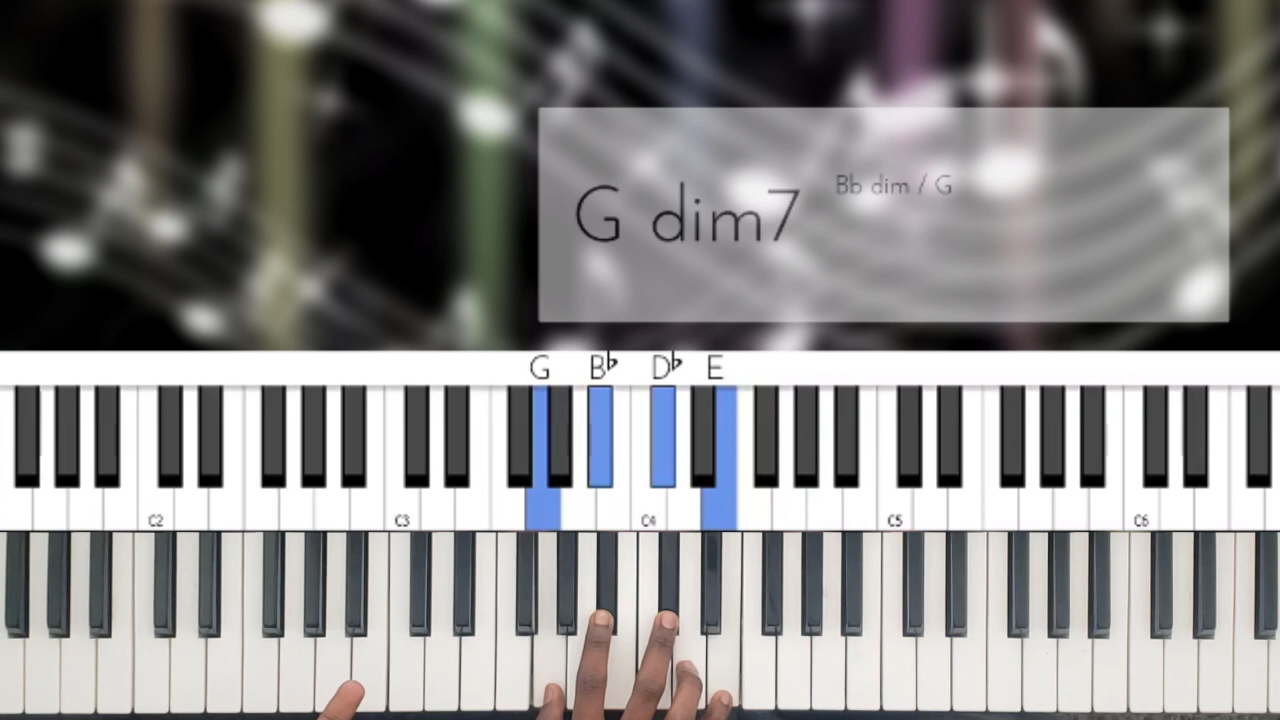 G dim7
Bb dim / G
G B♭ D♭ E
C2 C3 C4 C5 C6